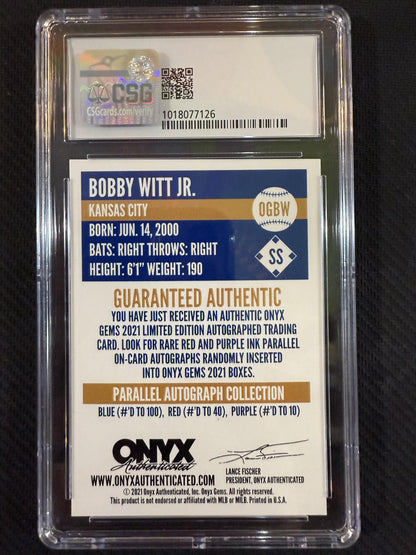 CSG
CSGcards.com/verify
1018077126
BOBBY WITT JR.
KANSAS CITY
OGBW
BORN: JUN. 14, 2000
BATS: RIGHT THROWS: RIGHT
SS
HEIGHT: 6'1" WEIGHT: 190
GUARANTEED AUTHENTIC
YOU HAVE JUST RECEIVED AN AUTHENTIC ONYX
GEMS 2021 LIMITED EDITION AUTOGRAPHED TRADING
CARD. LOOK FOR RARE RED AND PURPLE INK PARALLEL
ON-CARD AUTOGRAPHS RANDOMLY INSERTED
INTO ONYX GEMS 2021 BOXES.
PARALLEL AUTOGRAPH COLLECTION
BLUE (#'D TO 100), RED (#'D TO 40), PURPLE (#'D TO 10)
ONYX
Authenticated
WWW.ONYXAUTHENTICATED.COM
LANCE FISCHER
PRESIDENT, ONYX AUTHENTICATED
© 2021 Onyx Authenticated, Inc. Onyx Gems. All rights reserved.
This product is not endorsed or affiliated with MLB or MiLB. Printed in U.S.A.